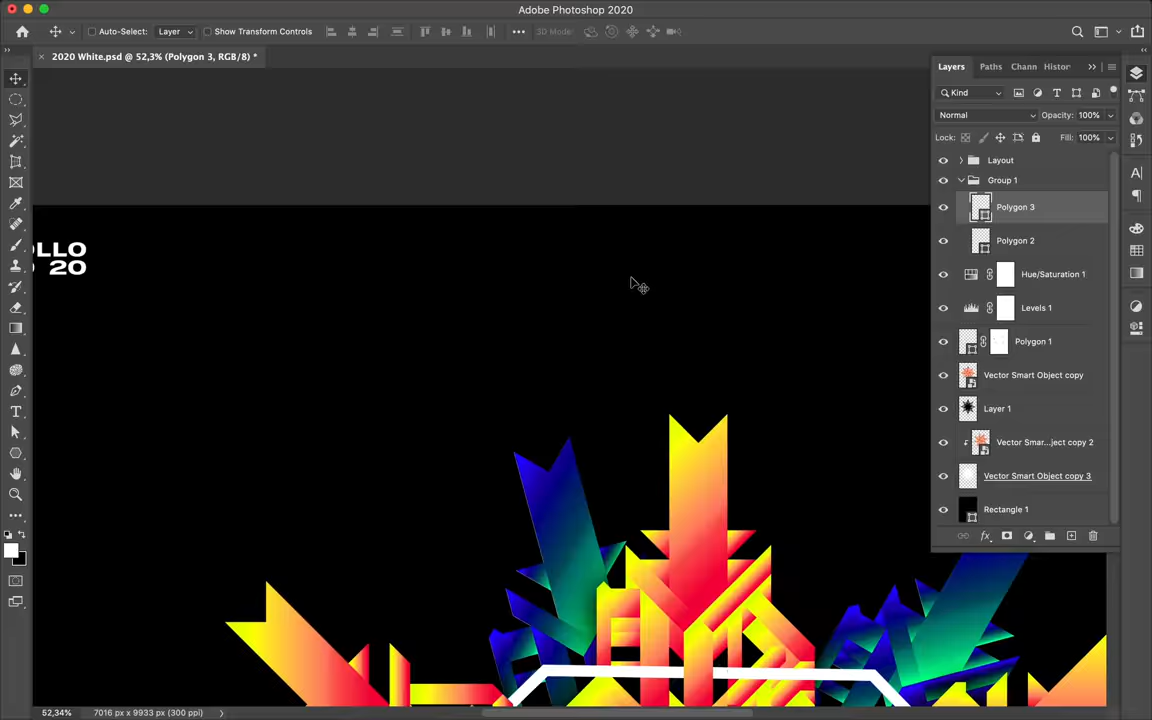 Adobe Photoshop 2020
Auto-Select: Layer Show Transform Controls 3D Mode:
2020 White.psd @ 52,3% (Polygon 3, RGB/8) *
LLO
20
Layers Paths Chann Histor
Kind
Normal Opacity: 100%
Lock: Fill: 100%
Layout
Group 1
Polygon 3
Polygon 2
Hue/Saturation 1
Levels 1
Polygon 1
Vector Smart Object copy
Layer 1
Vector Smar...ject copy 2
Vector Smart Object copy 3
Rectangle 1
fx
52,34% 7016 px x 9933 px (300 ppi)